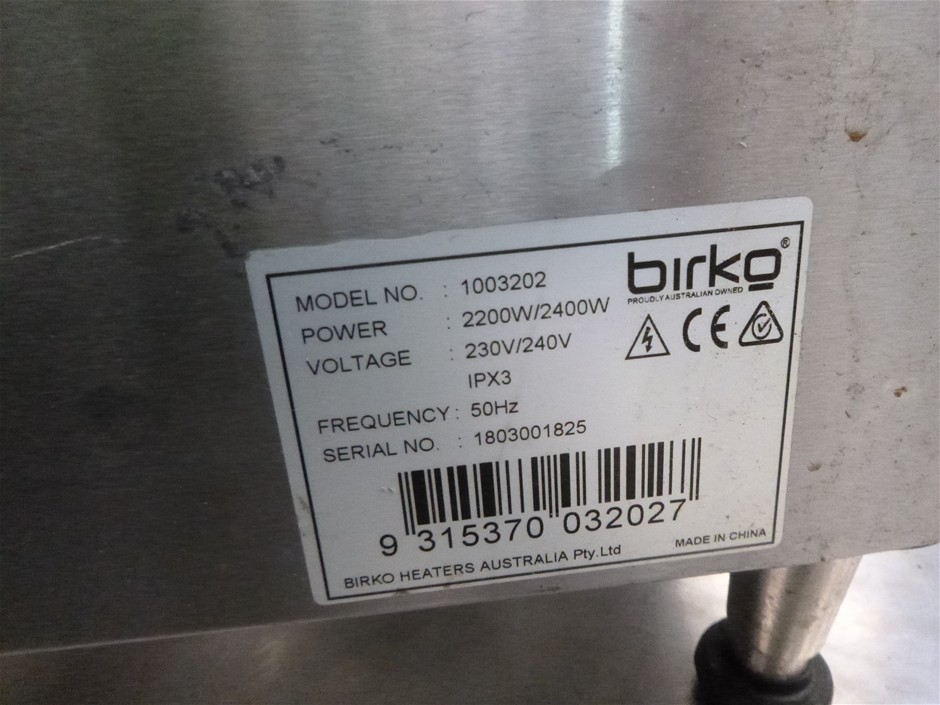 birko®
PROUDLY AUSTRALIAN OWNED
MODEL NO. : 1003202
POWER : 2200W/2400W
VOLTAGE : 230V/240V
IPX3
FREQUENCY : 50Hz
SERIAL NO. : 1803001825
CE
9 315370 032027
BIRKO HEATERS AUSTRALIA Pty.Ltd
MADE IN CHINA